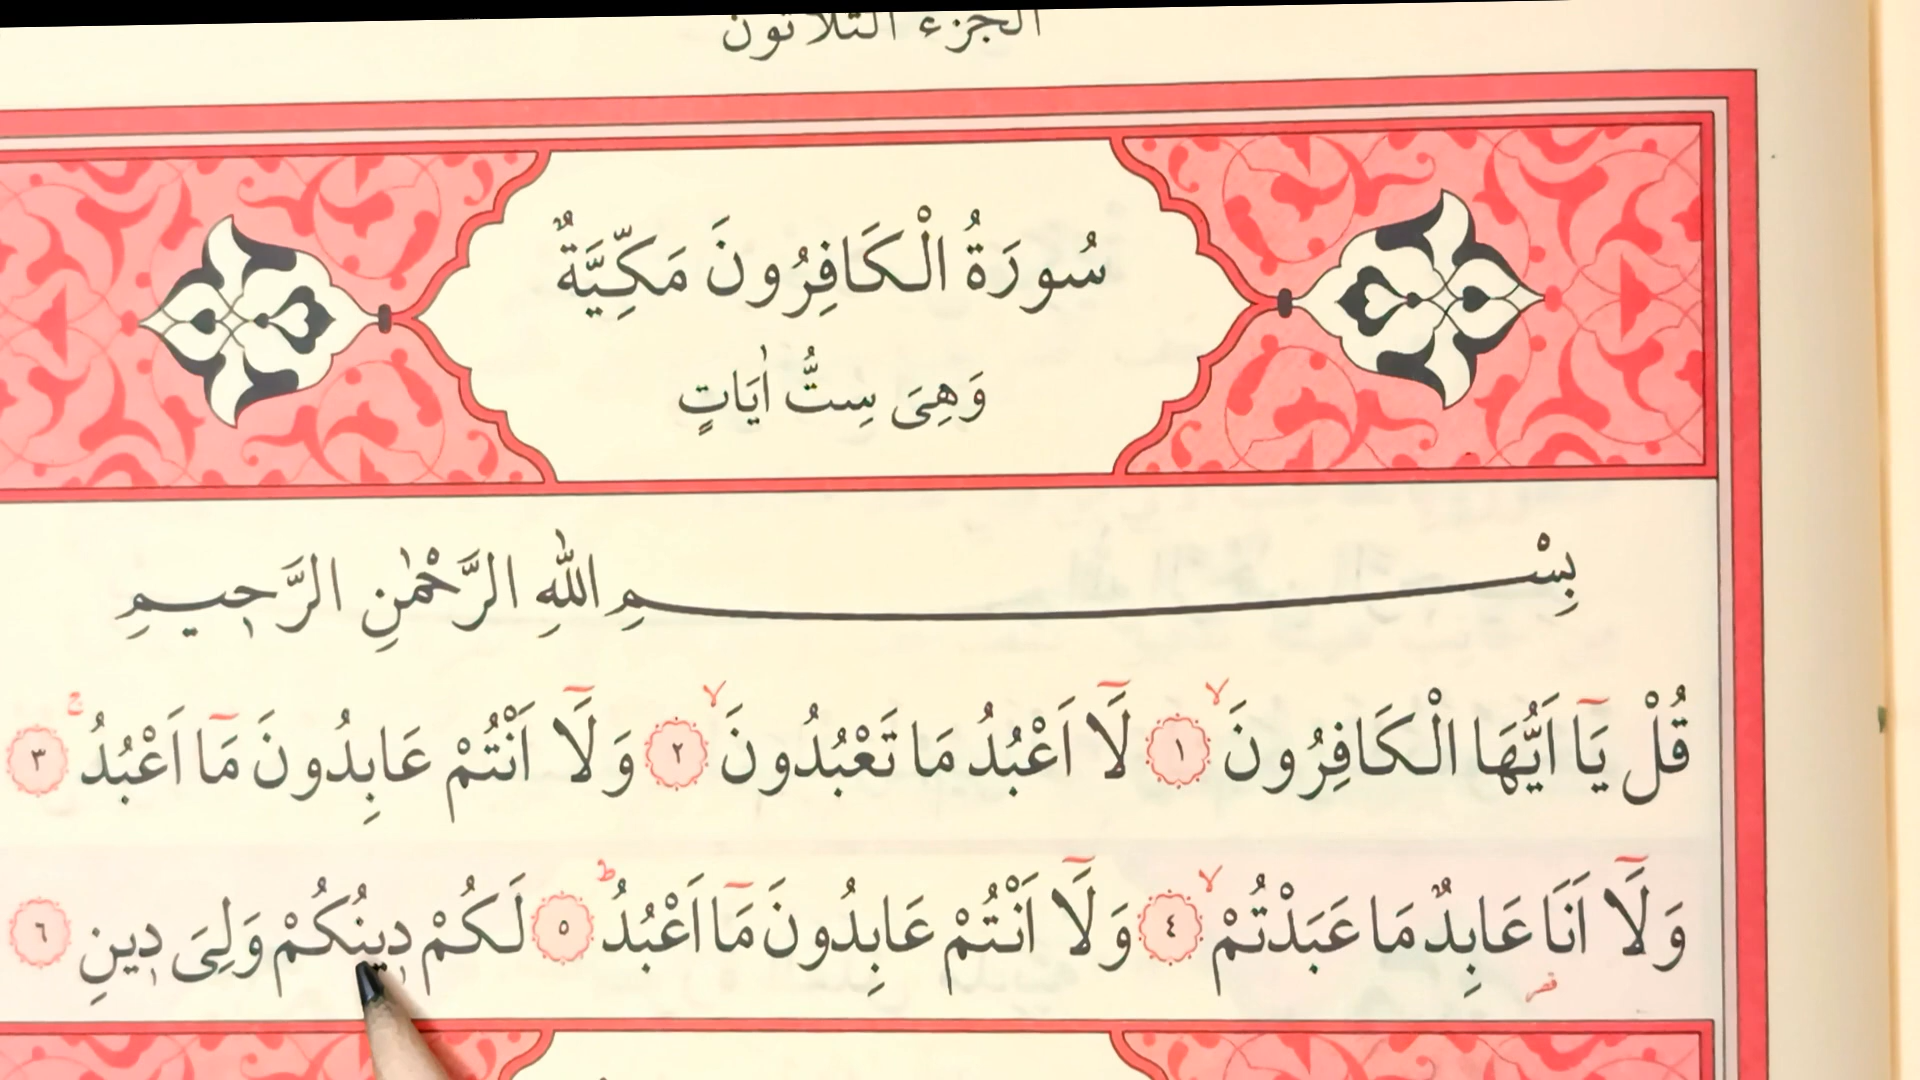 الجزء الثلاثون
سُورَةُ الْكَافِرُونَ مَكِّيَّةٌ
وَهِىَ سِتُّ اٰيَاتٍ
بِسْمِ اللّٰهِ الرَّحْمٰنِ الرَّحٖيمِ
قُلْ يَٓا اَيُّهَا الْكَافِرُونَۙ ﴿١﴾ لَٓا اَعْبُدُ مَا تَعْبُدُونَۙ ﴿٢﴾ وَلَٓا اَنْتُمْ عَابِدُونَ مَٓا اَعْبُدُۚ ﴿٣﴾
وَلَٓا اَنَا۬ عَابِدٌ مَا عَبَدْتُمْۙ ﴿٤﴾ وَلَٓا اَنْتُمْ عَابِدُونَ مَٓا اَعْبُدُؕ ﴿٥﴾ لَكُمْ دٖينُكُمْ وَلِىَ دٖينِ ﴿٦﴾
قصر